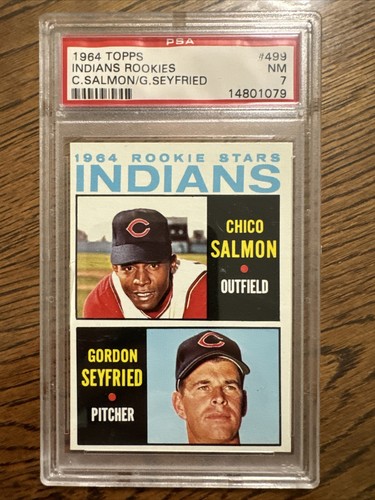 PSA
1964 TOPPS #499
INDIANS ROOKIES NM
C.SALMON/G.SEYFRIED 7
14801079
1964 ROOKIE STARS
INDIANS
C
CHICO
SALMON
OUTFIELD
GORDON
SEYFRIED
PITCHER
C